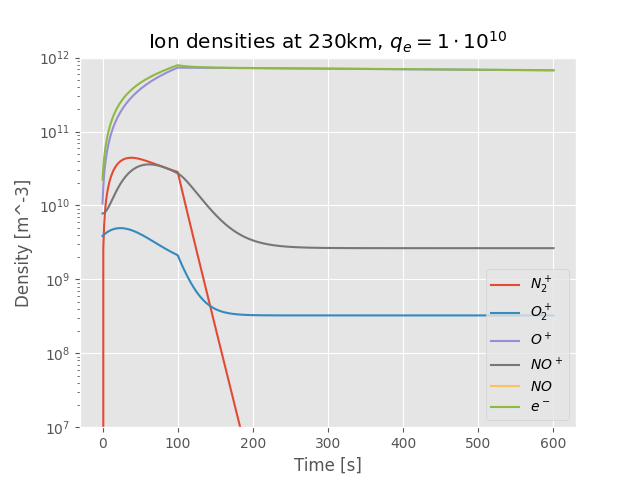 Ion densities at 230km, $q_e = 1 \cdot 10^{10}$
Density [m^-3]
$10^{12}$
$10^{11}$
$10^{10}$
$10^{9}$
$10^{8}$
$10^{7}$
$N_2^+$
$O_2^+$
$O^+$
$NO^+$
$NO$
$e^-$
0 100 200 300 400 500 600
Time [s]